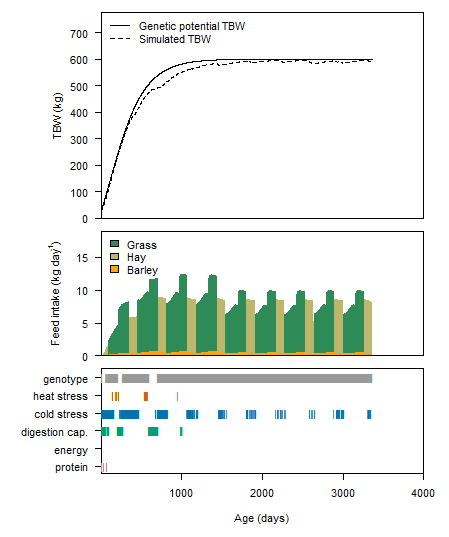 Genetic potential TBW
Simulated TBW
700
600
500
400
300
200
100
0
TBW (kg)
Grass
Hay
Barley
15
10
5
0
Feed intake (kg day⁻¹)
genotype
heat stress
cold stress
digestion cap.
energy
protein
1000 2000 3000 4000
Age (days)